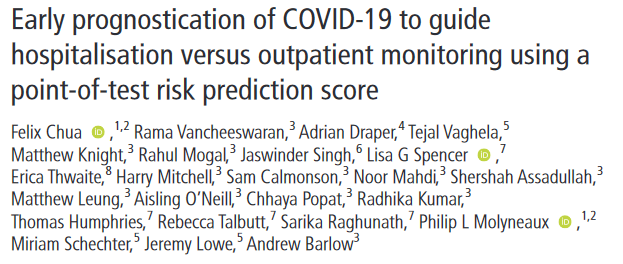 Early prognostication of COVID-19 to guide
hospitalisation versus outpatient monitoring using a
point-of-test risk prediction score
Felix Chua iD ,1,2 Rama Vancheeswaran,3 Adrian Draper,4 Tejal Vaghela,5
Matthew Knight,3 Rahul Mogal,3 Jaswinder Singh,6 Lisa G Spencer iD ,7
Erica Thwaite,8 Harry Mitchell,3 Sam Calmonson,3 Noor Mahdi,3 Shershah Assadullah,3
Matthew Leung,3 Aisling O'Neill,3 Chhaya Popat,3 Radhika Kumar,3
Thomas Humphries,7 Rebecca Talbutt,7 Sarika Raghunath,7 Philip L Molyneaux iD ,1,2
Miriam Schechter,5 Jeremy Lowe,5 Andrew Barlow3